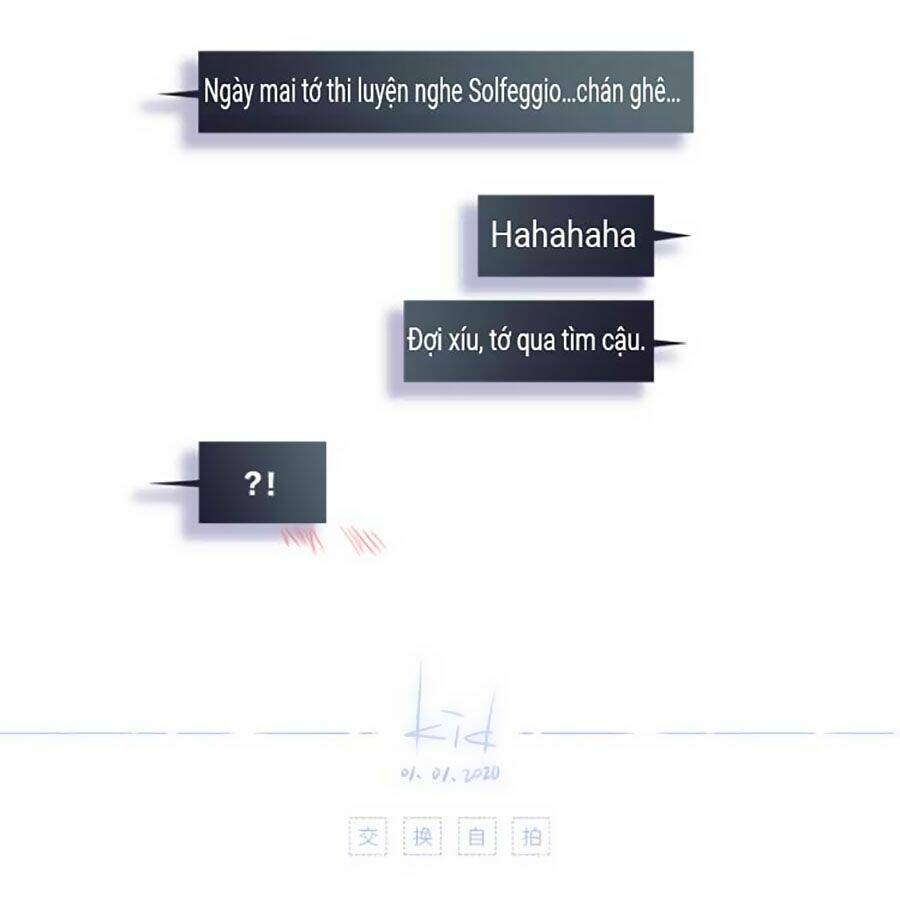 Ngày mai tớ thi luyện nghe Solfeggio...chán ghê...
Hahahaha
Đợi xíu, tớ qua tìm cậu.
?!
kid
01.01.2020
交换自拍